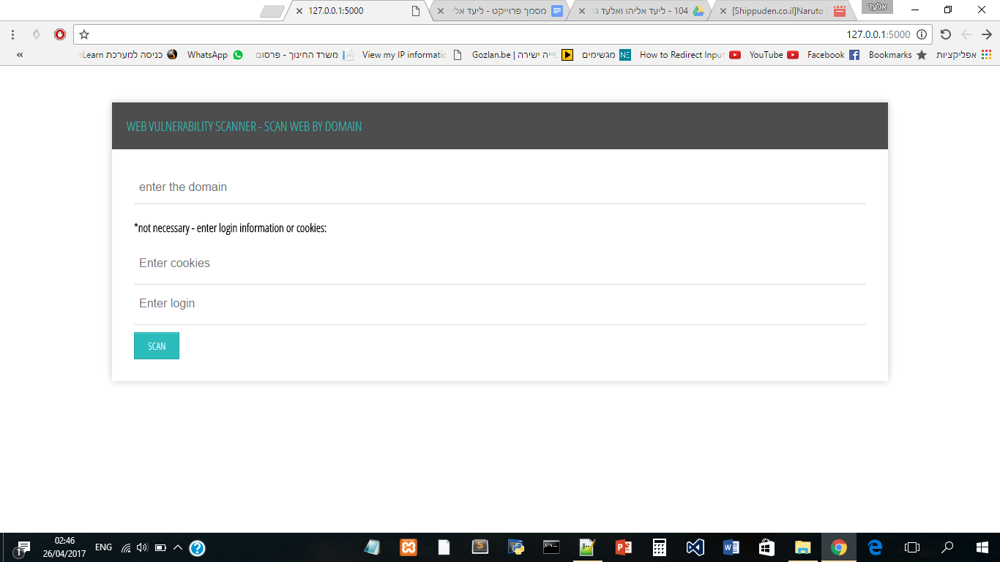 אלעד
[Shippuden.co.il]Naruto
104 - ליעד אליהו ואלעד
מסמך פרוייקט - ליעד
127.0.0.1:5000
127.0.0.1:5000
אפליקציות Bookmarks Facebook YouTube How to Redirect Input מגשימים Gozlan.be | פייה ישירה View my IP informatio משרד החינוך - פרסום WhatsApp כניסה למערכת Learn «
WEB VULNERABILITY SCANNER - SCAN WEB BY DOMAIN
enter the domain
*not necessary - enter login information or cookies:
Enter cookies
Enter login
SCAN
02:46
ENG
26/04/2017
1